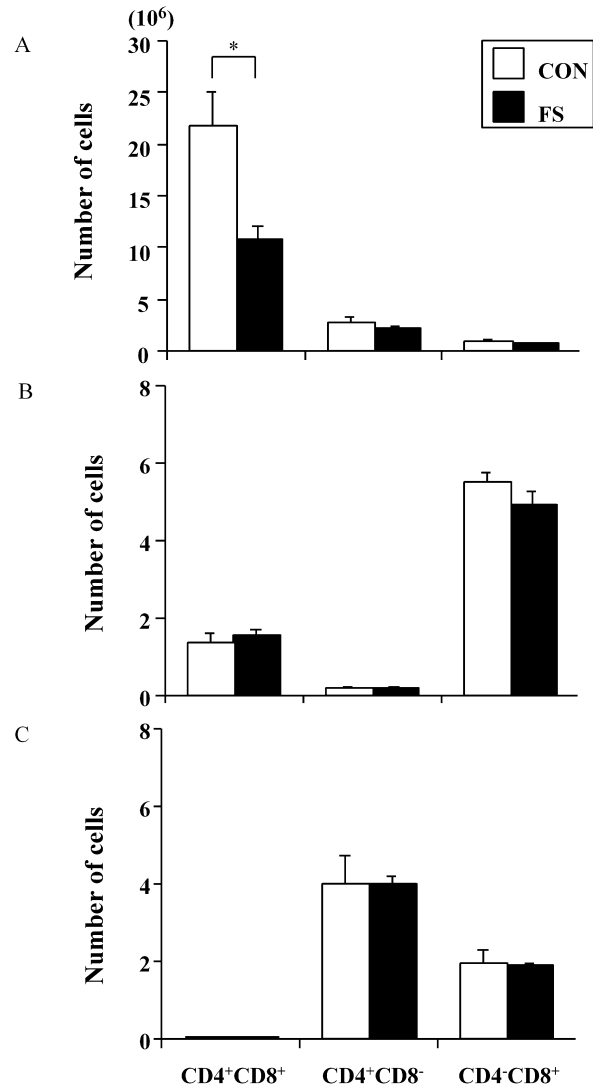 (10⁶)
A
*
30
25
20
15
10
5
0
Number of cells
CON
FS
B
8
6
4
2
0
Number of cells
C
8
6
4
2
0
Number of cells
CD4⁺CD8⁺ CD4⁺CD8⁻ CD4⁻CD8⁺